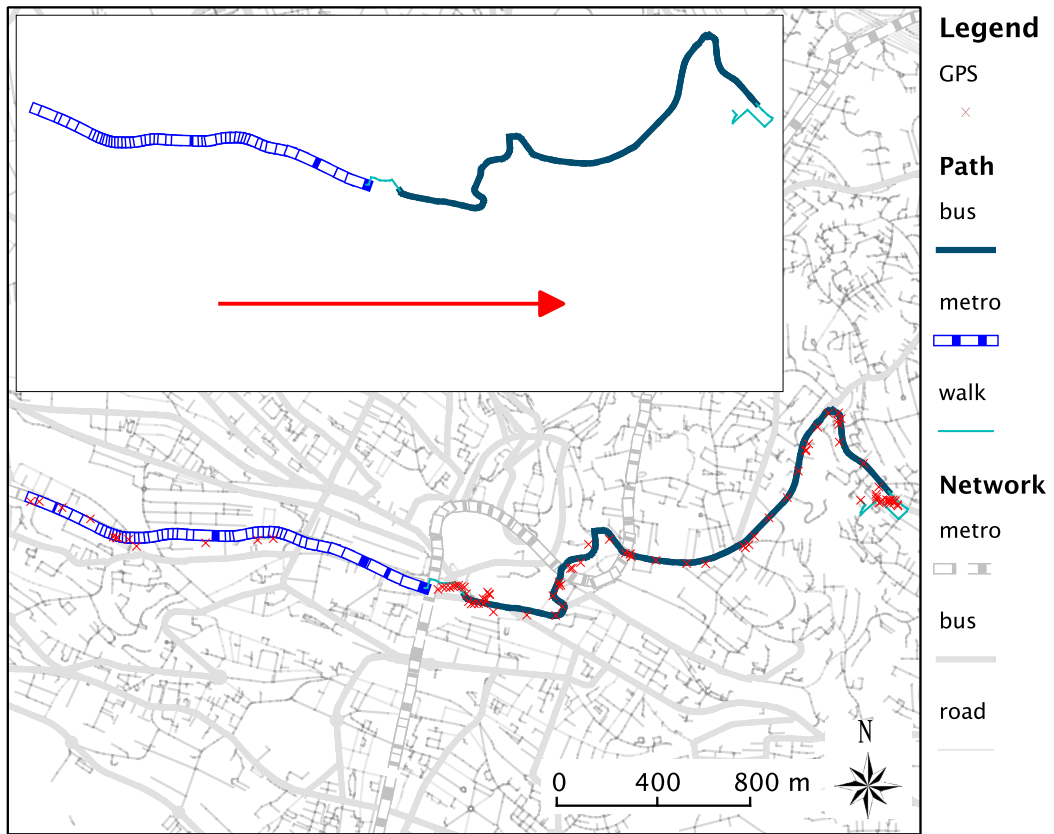 Legend
GPS
Path
bus
metro
walk
Network
metro
bus
road
N
0 400 800 m